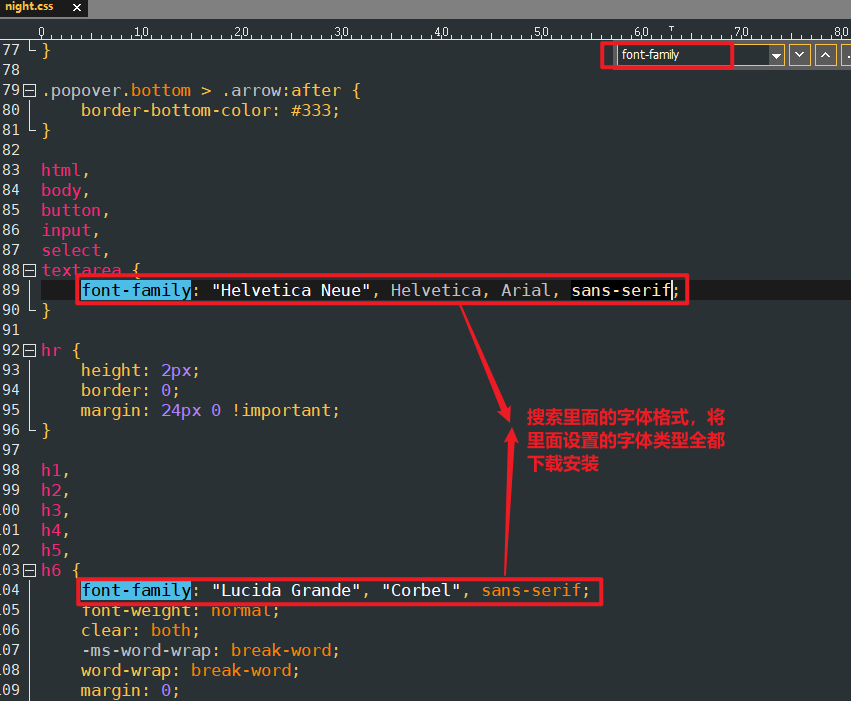 night.css ×
0 10 20 30 40 50 60 70 80
font-family
77 }
78
79 .popover.bottom > .arrow:after {
80 border-bottom-color: #333;
81 }
82
83 html,
84 body,
85 button,
86 input,
87 select,
88 textarea {
89 font-family: "Helvetica Neue", Helvetica, Arial, sans-serif;
90 }
91
92 hr {
93 height: 2px;
94 border: 0;
95 margin: 24px 0 !important;
96 }
97
搜索里面的字体格式，将
里面设置的字体类型全都
下载安装
98 h1,
99 h2,
00 h3,
01 h4,
02 h5,
03 h6 {
04 font-family: "Lucida Grande", "Corbel", sans-serif;
05 font-weight: normal;
06 clear: both;
07 -ms-word-wrap: break-word;
08 word-wrap: break-word;
09 margin: 0;